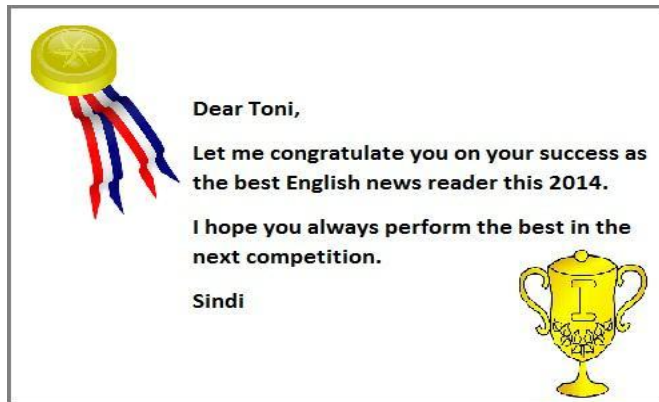 Dear Toni,
Let me congratulate you on your success as
the best English news reader this 2014.
I hope you always perform the best in the
next competition.
Sindi
I